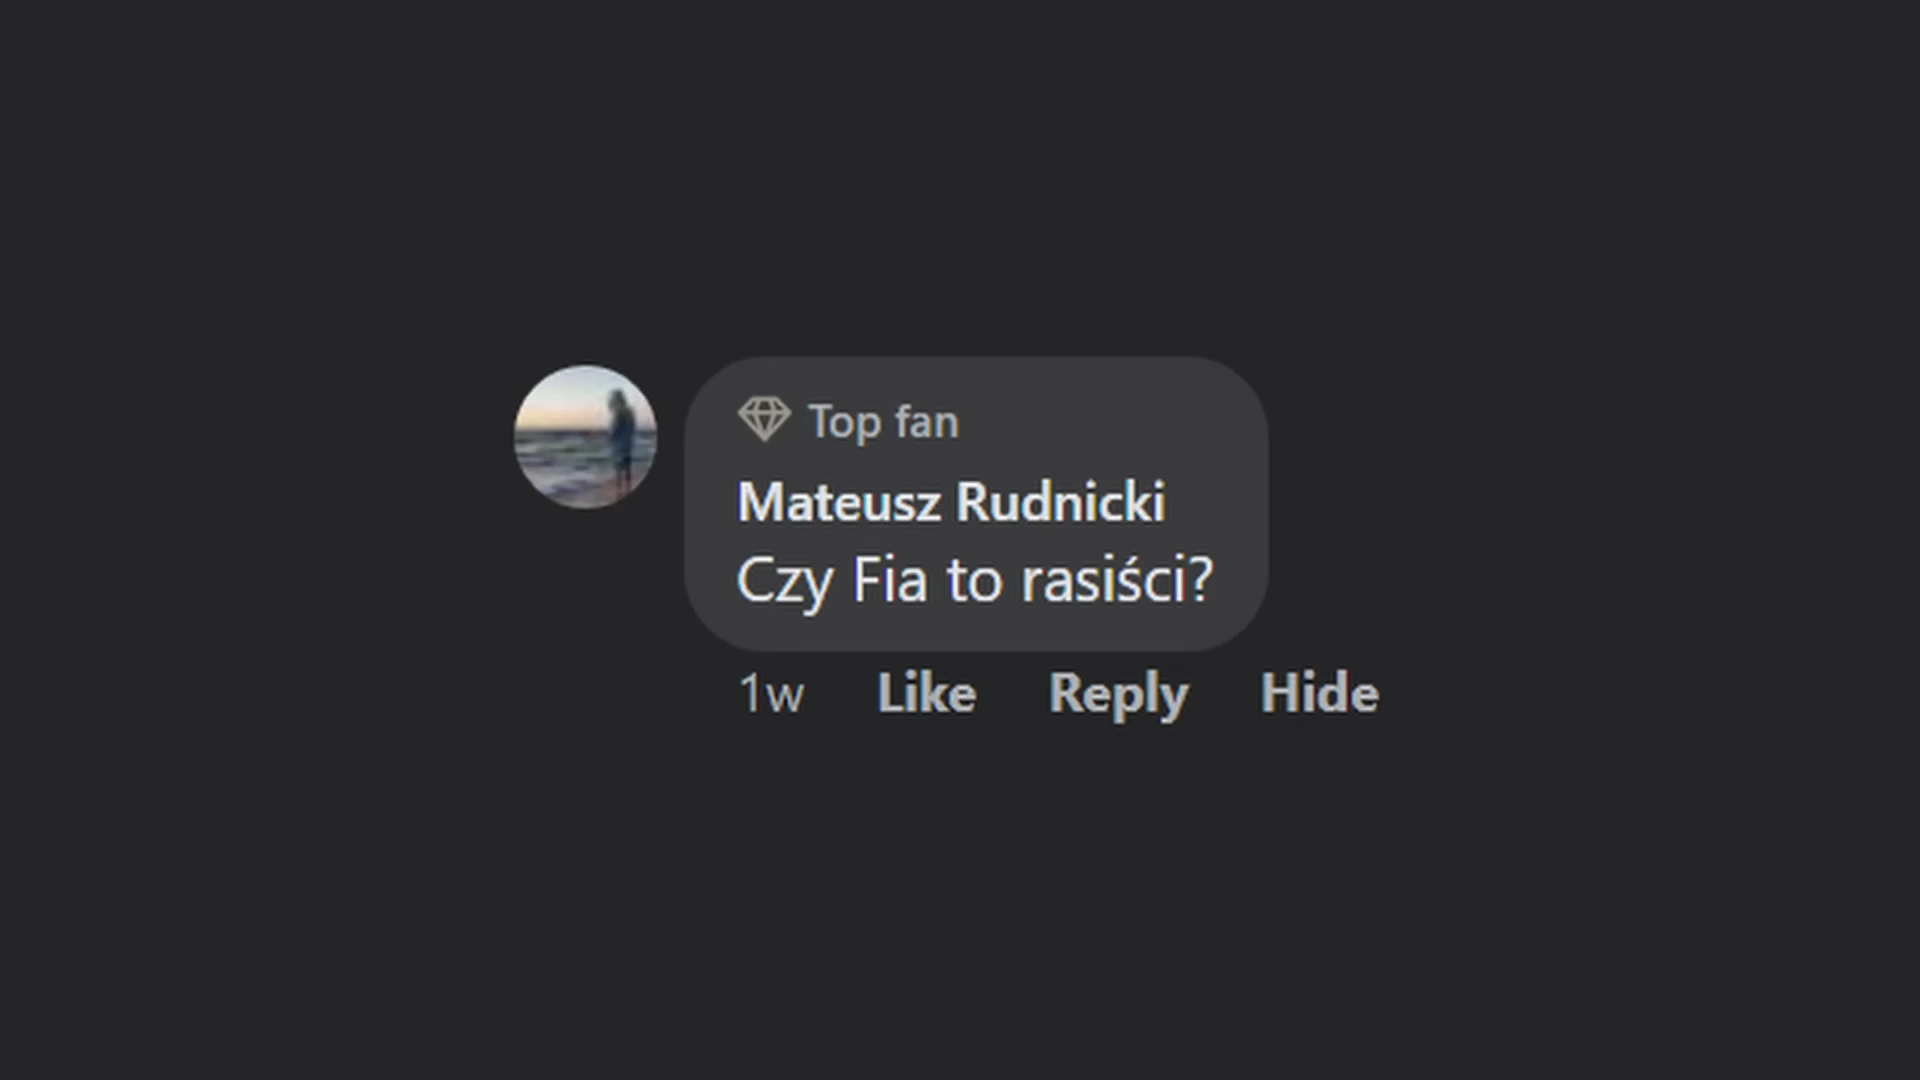 Top fan
Mateusz Rudnicki
Czy Fia to rasiści?
1w Like Reply Hide